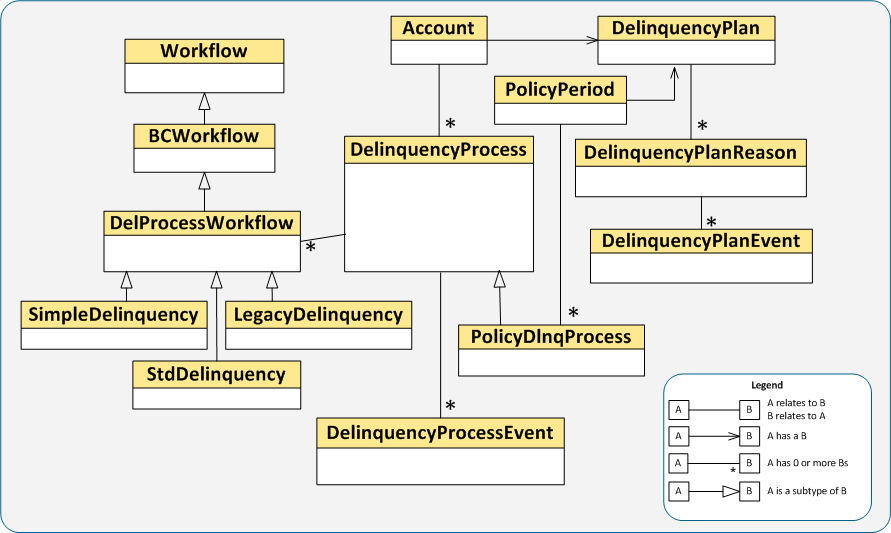 Account
DelinquencyPlan
Workflow
PolicyPeriod
*
*
BCWorkflow
DelinquencyProcess
DelinquencyPlanReason
DelProcessWorkflow
*
*
DelinquencyPlanEvent
SimpleDelinquency
LegacyDelinquency
*
PolicyDlnqProcess
StdDelinquency
*
DelinquencyProcessEvent
Legend
A
B
A relates to B
B relates to A
A
B
A has a B
A
B
*
A has 0 or more Bs
A
B
A is a subtype of B